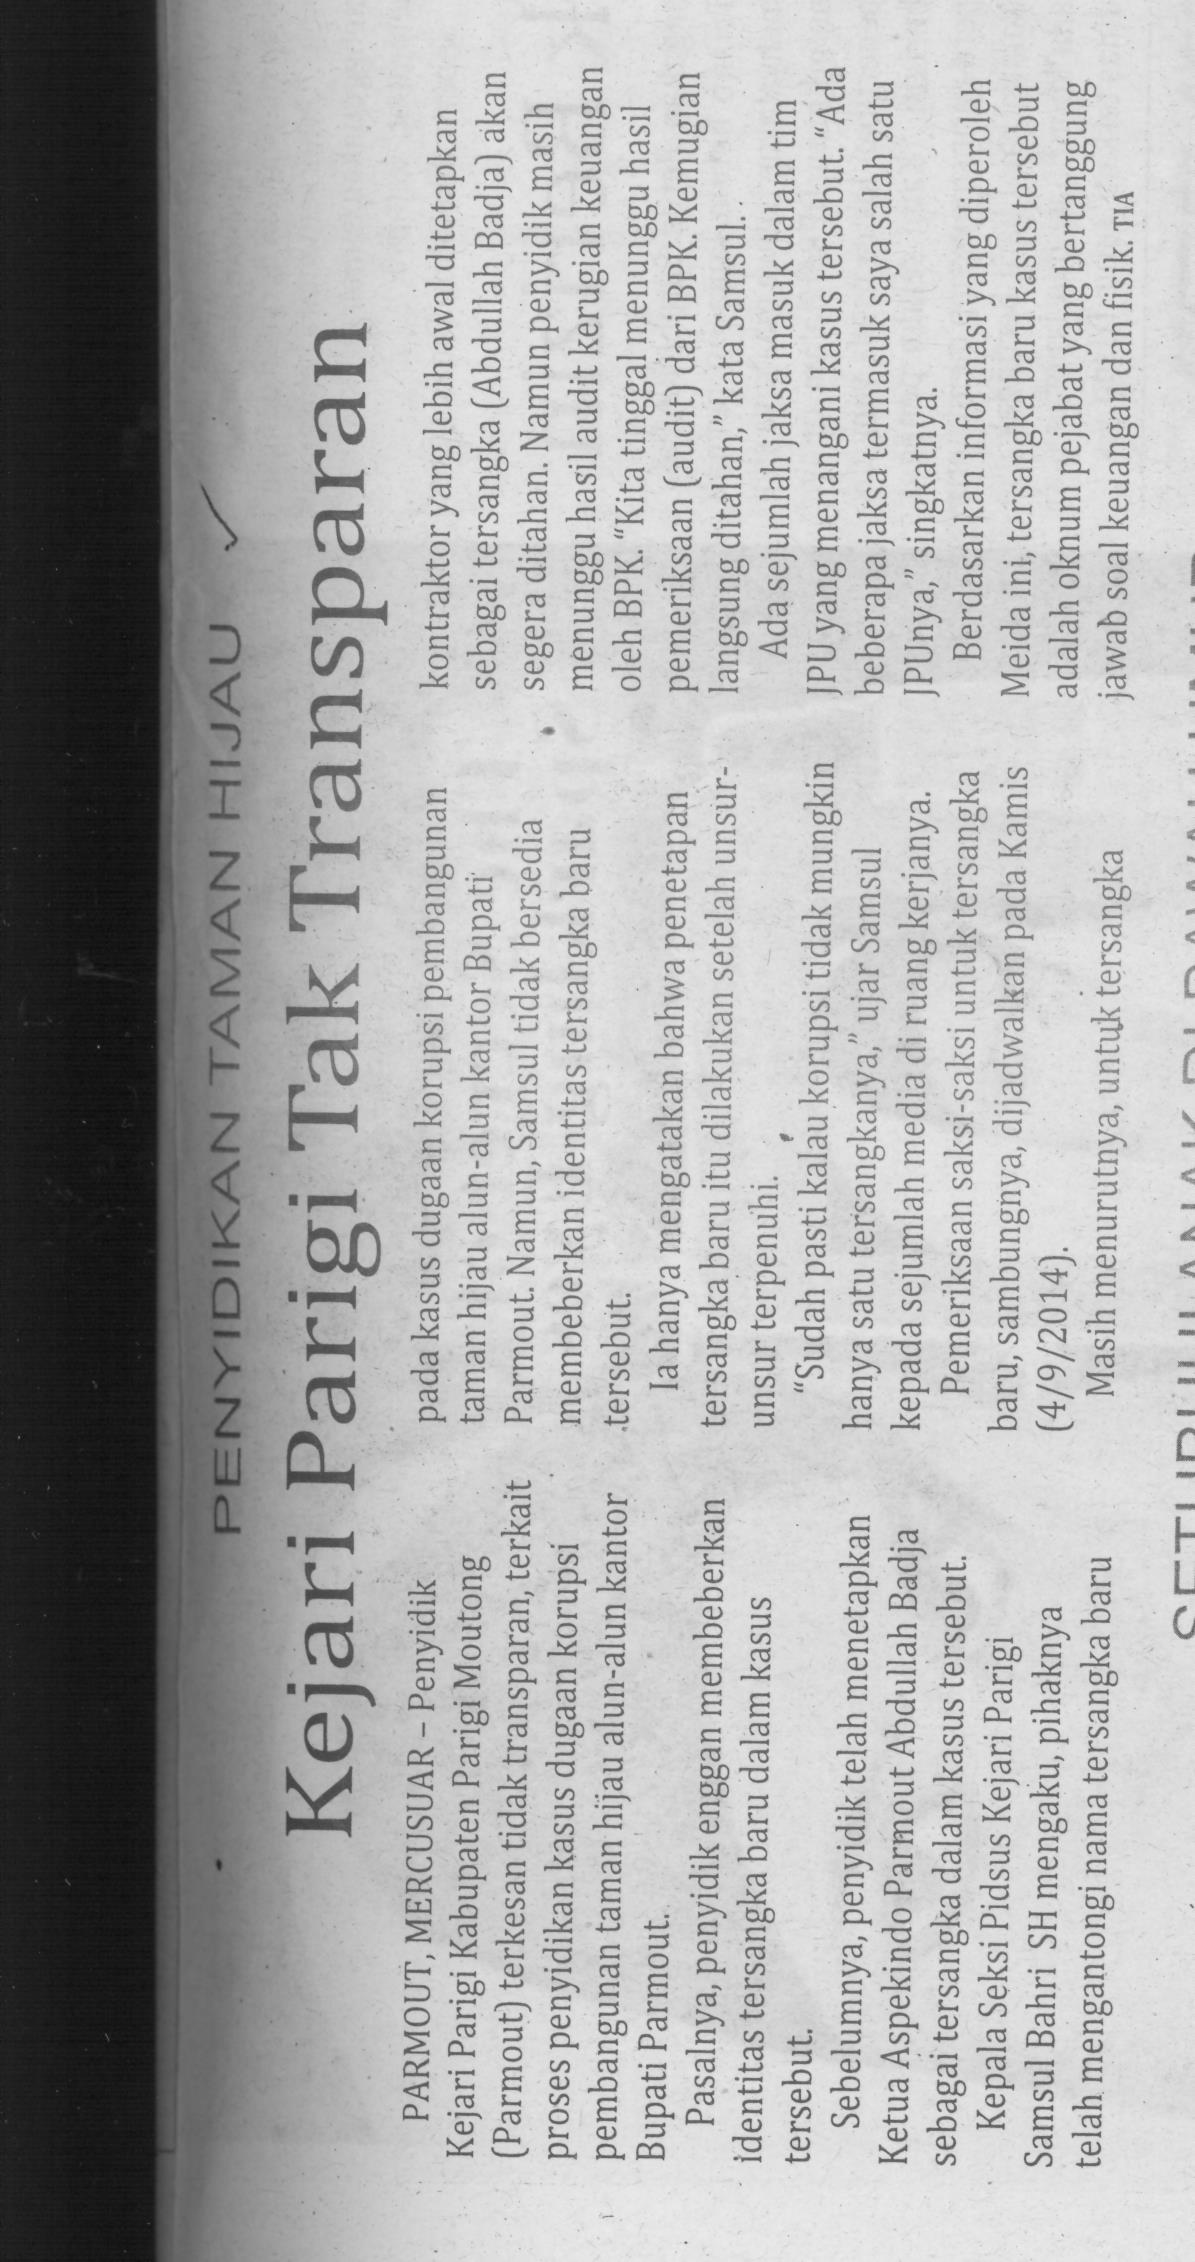 PENYIDIKAN TAMAN HIJAU
Kejari Parigi Tak Transparan
PARMOUT, MERCUSUAR – Penyidik
Kejari Parigi Kabupaten Parigi Moutong
(Parmout) terkesan tidak transparan, terkait
proses penyidikan kasus dugaan korupsi
pembangunan taman hijau alun-alun kantor
Bupati Parmout.
Pasalnya, penyidik enggan membeberkan
identitas tersangka baru dalam kasus
tersebut.
Sebelumnya, penyidik telah menetapkan
Ketua Aspekindo Parmout Abdullah Badja
sebagai tersangka dalam kasus tersebut.
Kepala Seksi Pidsus Kejari Parigi
Samsul Bahri SH mengaku, pihaknya
telah mengantongi nama tersangka baru
pada kasus dugaan korupsi pembangunan
taman hijau alun-alun kantor Bupati
Parmout. Namun, Samsul tidak bersedia
membeberkan identitas tersangka baru
tersebut.
Ia hanya mengatakan bahwa penetapan
tersangka baru itu dilakukan setelah unsur-
unsur terpenuhi.
“Sudah pasti kalau korupsi tidak mungkin
hanya satu tersangkanya,” ujar Samsul
kepada sejumlah media di ruang kerjanya.
Pemeriksaan saksi-saksi untuk tersangka
baru, sambungnya, dijadwalkan pada Kamis
(4/9/2014).
Masih menurutnya, untuk tersangka
kontraktor yang lebih awal ditetapkan
sebagai tersangka (Abdullah Badja) akan
segera ditahan. Namun penyidik masih
menunggu hasil audit kerugian keuangan
oleh BPK. “Kita tinggal menunggu hasil
pemeriksaan (audit) dari BPK. Kemugian
langsung ditahan,” kata Samsul.
Ada sejumlah jaksa masuk dalam tim
JPU yang menangani kasus tersebut. “Ada
beberapa jaksa termasuk saya salah satu
JPUnya,” singkatnya.
Berdasarkan informasi yang diperoleh
Meida ini, tersangka baru kasus tersebut
adalah oknum pejabat yang bertanggung
jawab soal keuangan dan fisik. TIA